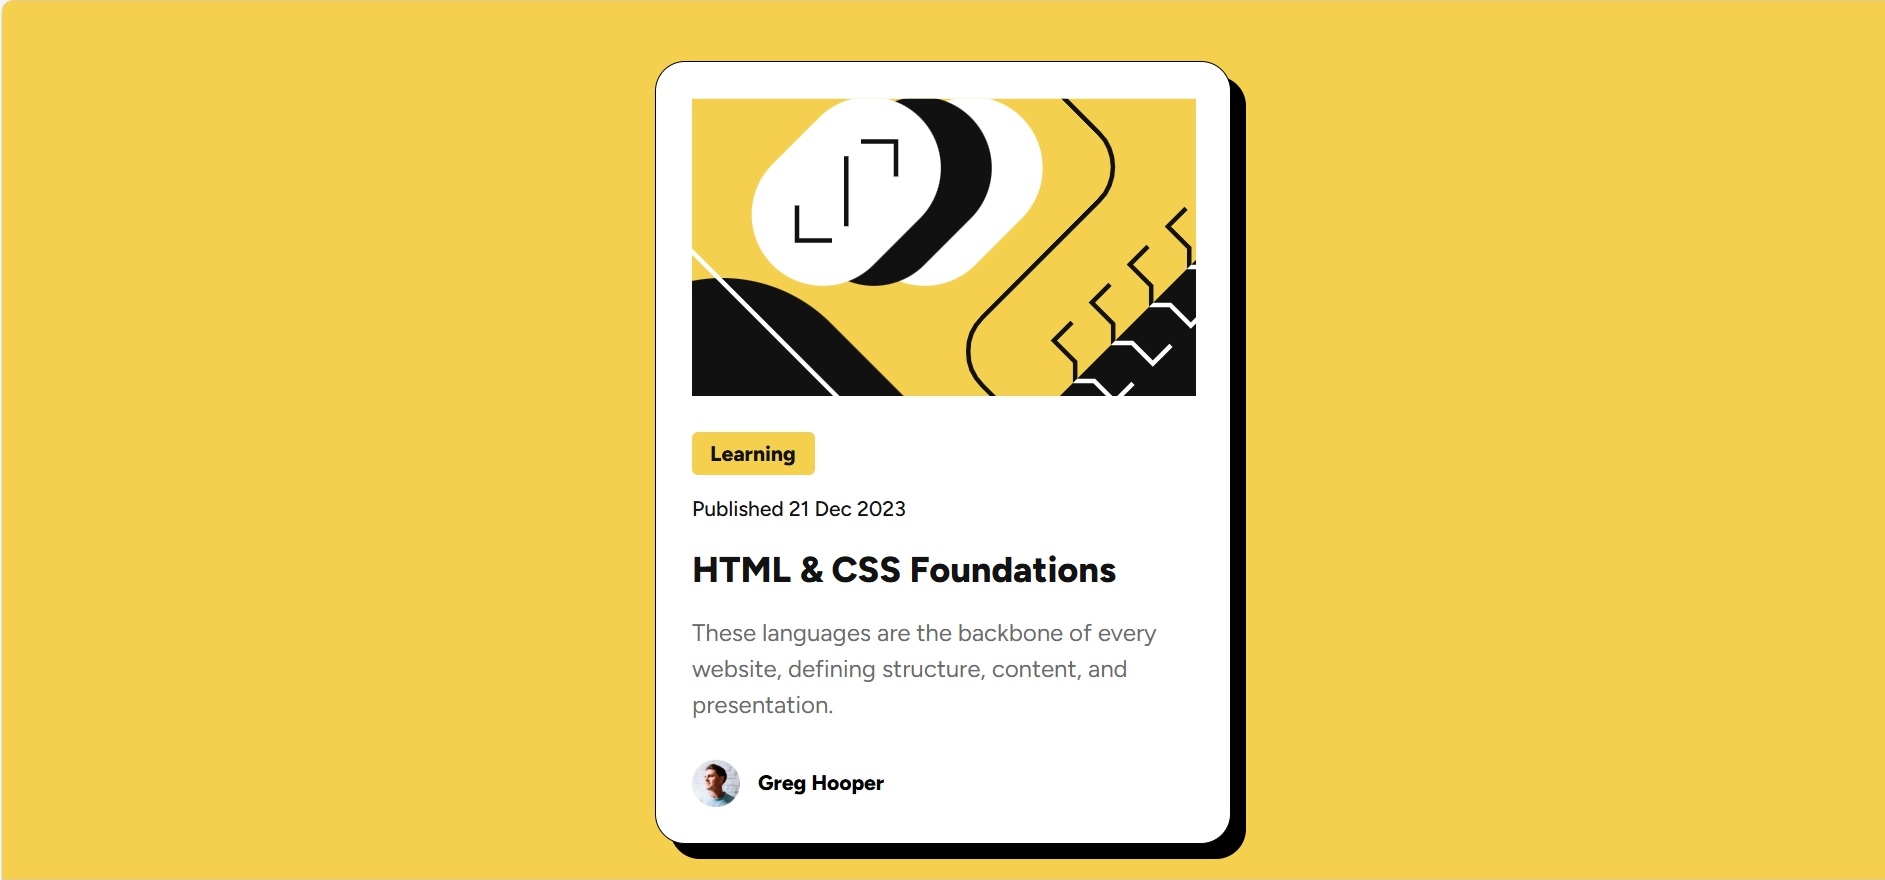 Learning
Published 21 Dec 2023
HTML & CSS Foundations
These languages are the backbone of every
website, defining structure, content, and
presentation.
Greg Hooper